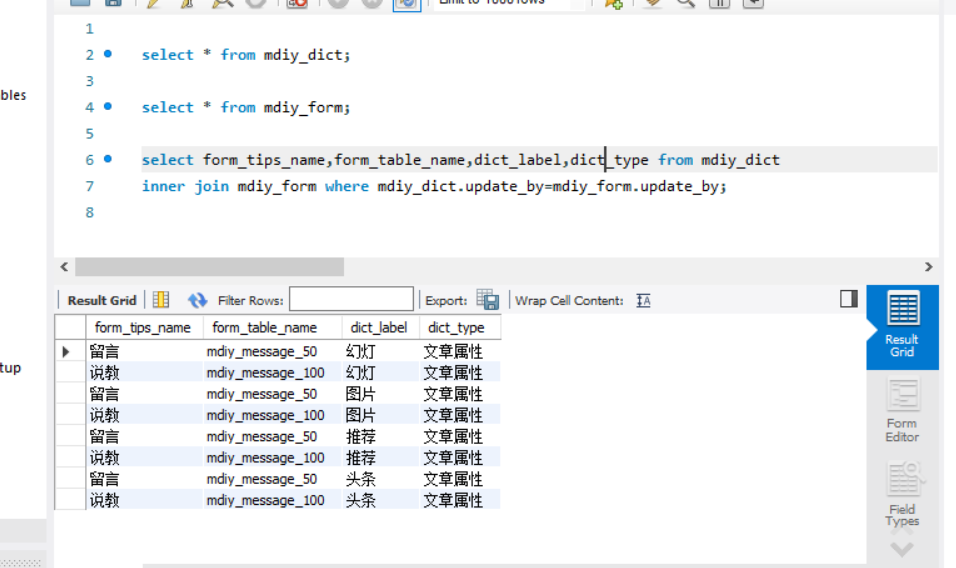 Limit to 10001 rows
1
2 select * from mdiy_dict;
3
bles
4 select * from mdiy_form;
5
6 select form_tips_name,form_table_name,dict_label,dict_type from mdiy_dict
7 inner join mdiy_form where mdiy_dict.update_by=mdiy_form.update_by;
8
Result Grid Filter Rows: Export: Wrap Cell Content: IA
form_tips_name form_table_name dict_label dict_type
留言 mdiy_message_50 幻灯 文章属性
说教 mdiy_message_100 幻灯 文章属性
留言 mdiy_message_50 图片 文章属性
说教 mdiy_message_100 图片 文章属性
留言 mdiy_message_50 推荐 文章属性
说教 mdiy_message_100 推荐 文章属性
留言 mdiy_message_50 头条 文章属性
说教 mdiy_message_100 头条 文章属性
tup
Result
Grid
Form
Editor
Field
Types